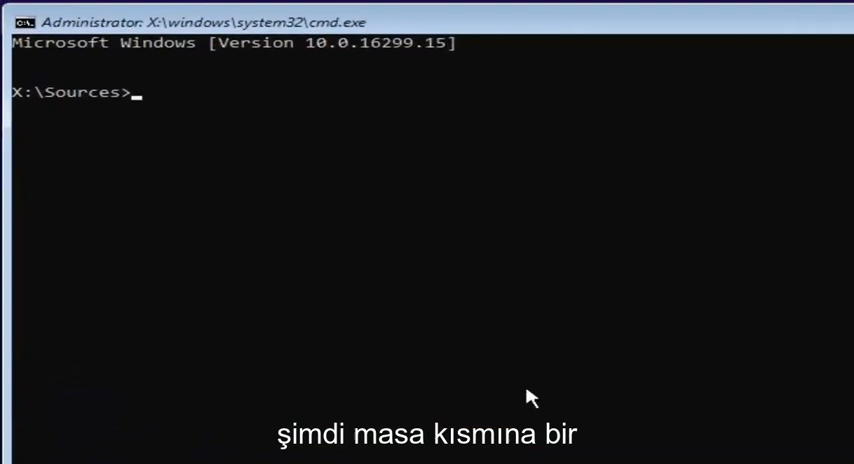 Administrator: X:\windows\system32\cmd.exe
Microsoft Windows [Version 10.0.16299.15]
X:\Sources>
şimdi masa kısmına bir